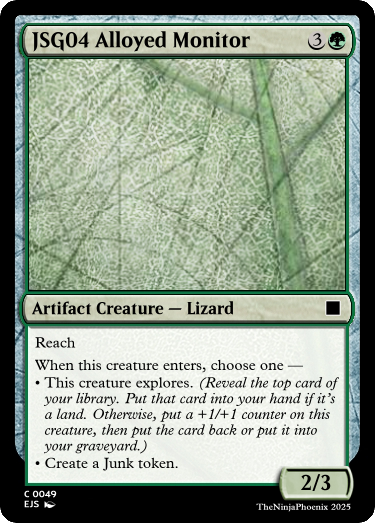 JSG04 Alloyed Monitor 3
Artifact Creature — Lizard
Reach
When this creature enters, choose one —
• This creature explores. (Reveal the top card of
your library. Put that card into your hand if it's
a land. Otherwise, put a +1/+1 counter on this
creature, then put the card back or put it into
your graveyard.)
• Create a Junk token.
2/3
C 0049
EJS
TheNinjaPhoenix 2025